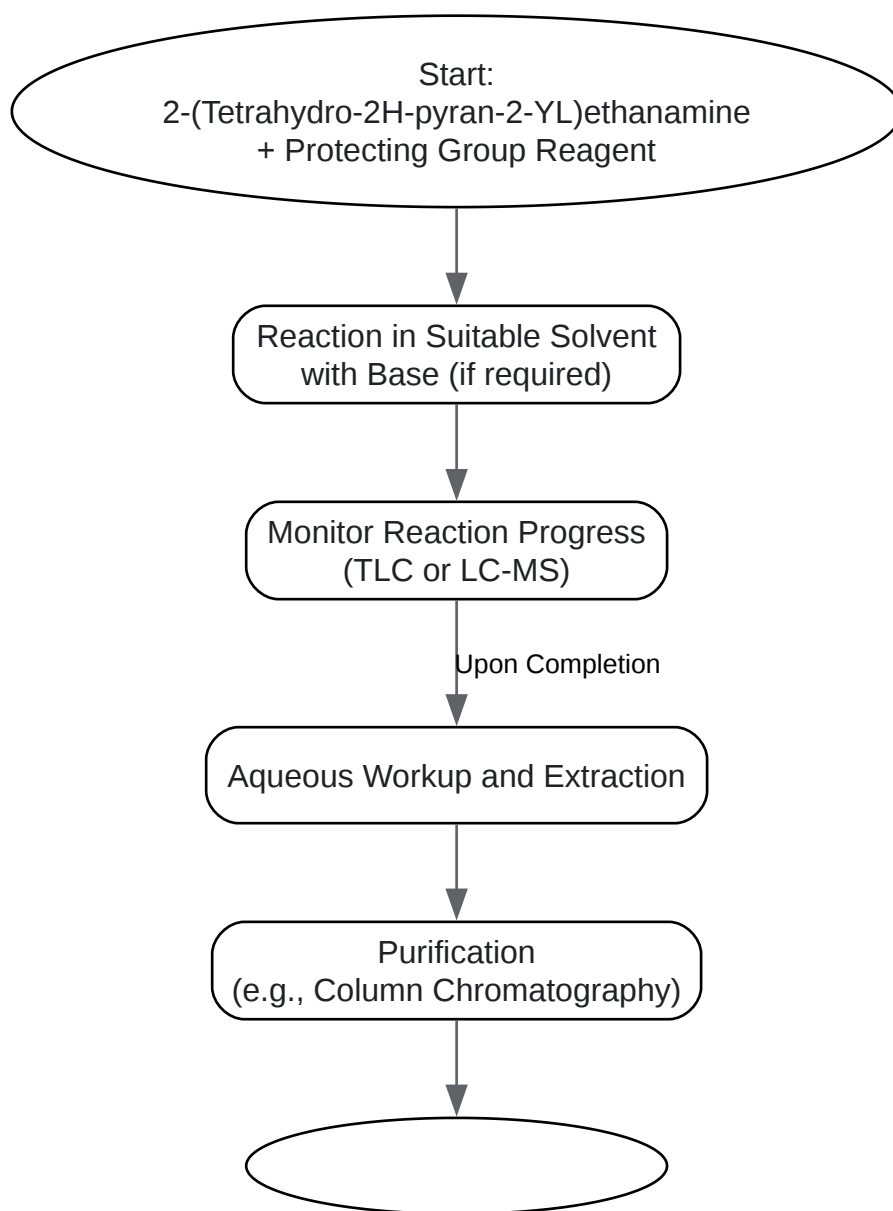 Start:
2-(Tetrahydro-2H-pyran-2-YL)ethanamine
+ Protecting Group Reagent
Reaction in Suitable Solvent
with Base (if required)
Monitor Reaction Progress
(TLC or LC-MS)
Upon Completion
Aqueous Workup and Extraction
Purification
(e.g., Column Chromatography)